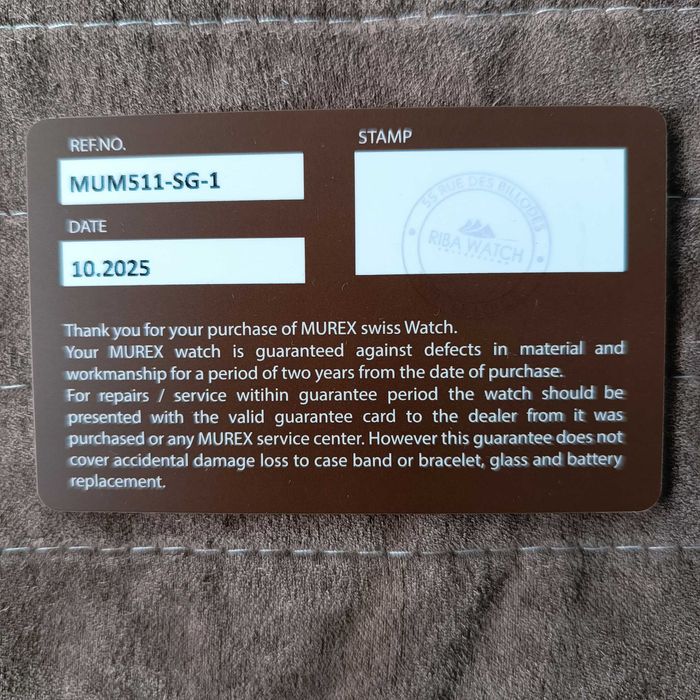 REF.NO.
MUM511-SG-1
DATE
10.2025
STAMP
55 RUE DES
RIBA WATCH
Thank you for your purchase of MUREX swiss Watch.
Your MUREX watch is guaranteed against defects in material and
workmanship for a period of two years from the date of purchase.
For repairs / service witihin guarantee period the watch should be
presented with the valid guarantee card to the dealer from it was
purchased or any MUREX service center. However this guarantee does not
cover accidental damage loss to case band or bracelet, glass and battery
replacement.